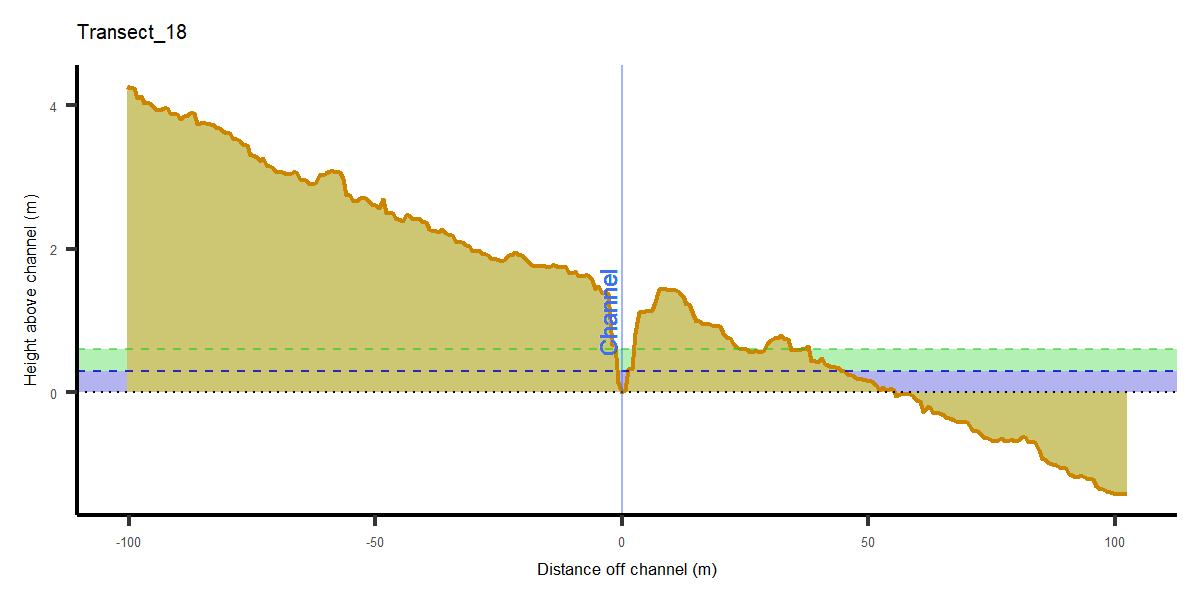 Transect_18
Height above channel (m)
4
2
0
Channel
-100
-50
0
50
100
Distance off channel (m)